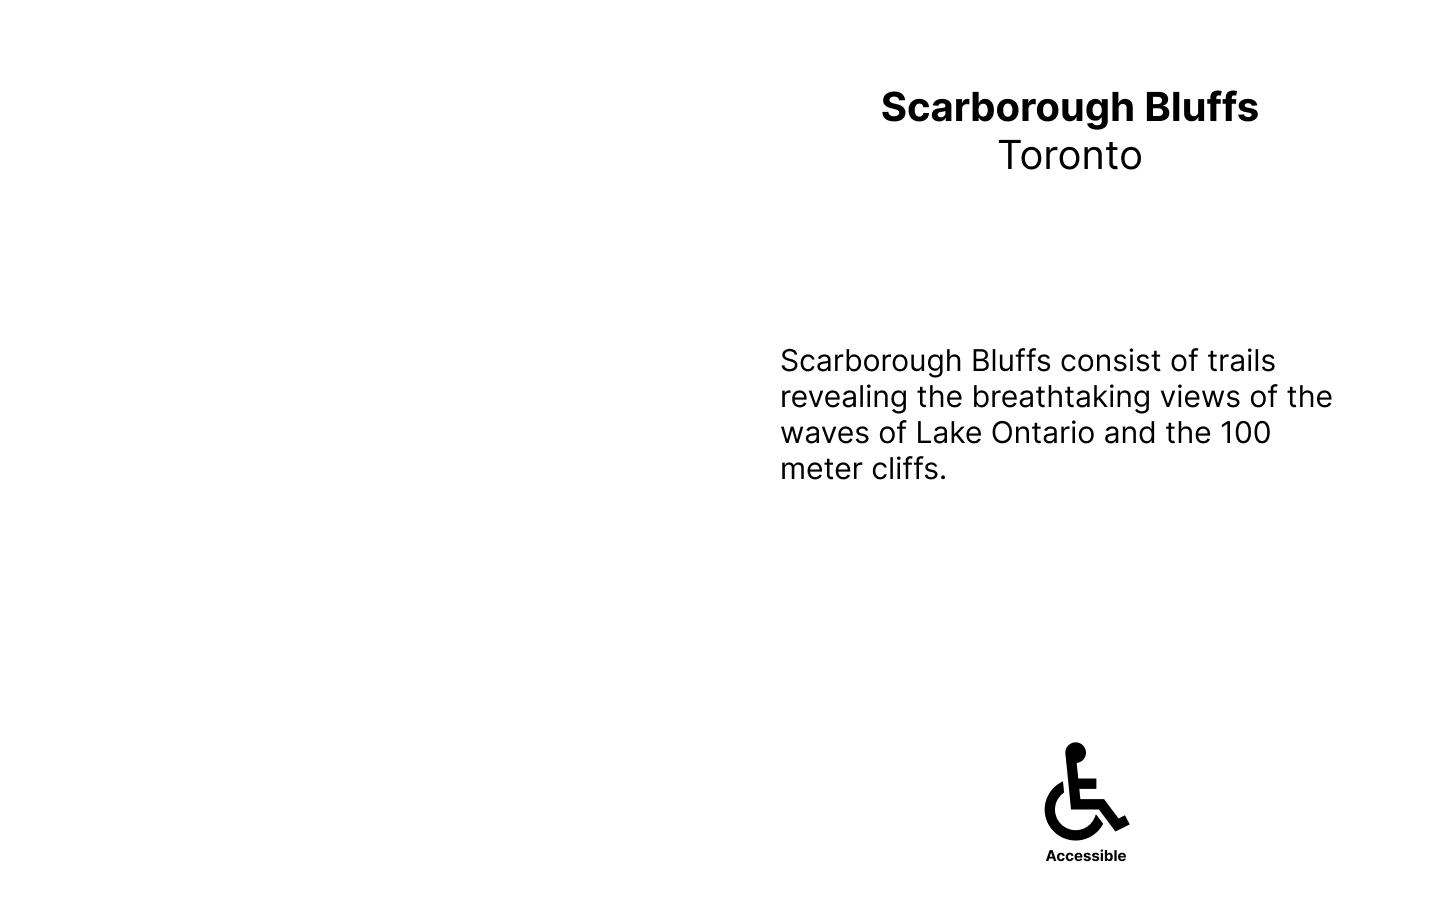 Scarborough Bluffs
Toronto
Scarborough Bluffs consist of trails
revealing the breathtaking views of the
waves of Lake Ontario and the 100
meter cliffs.
Accessible